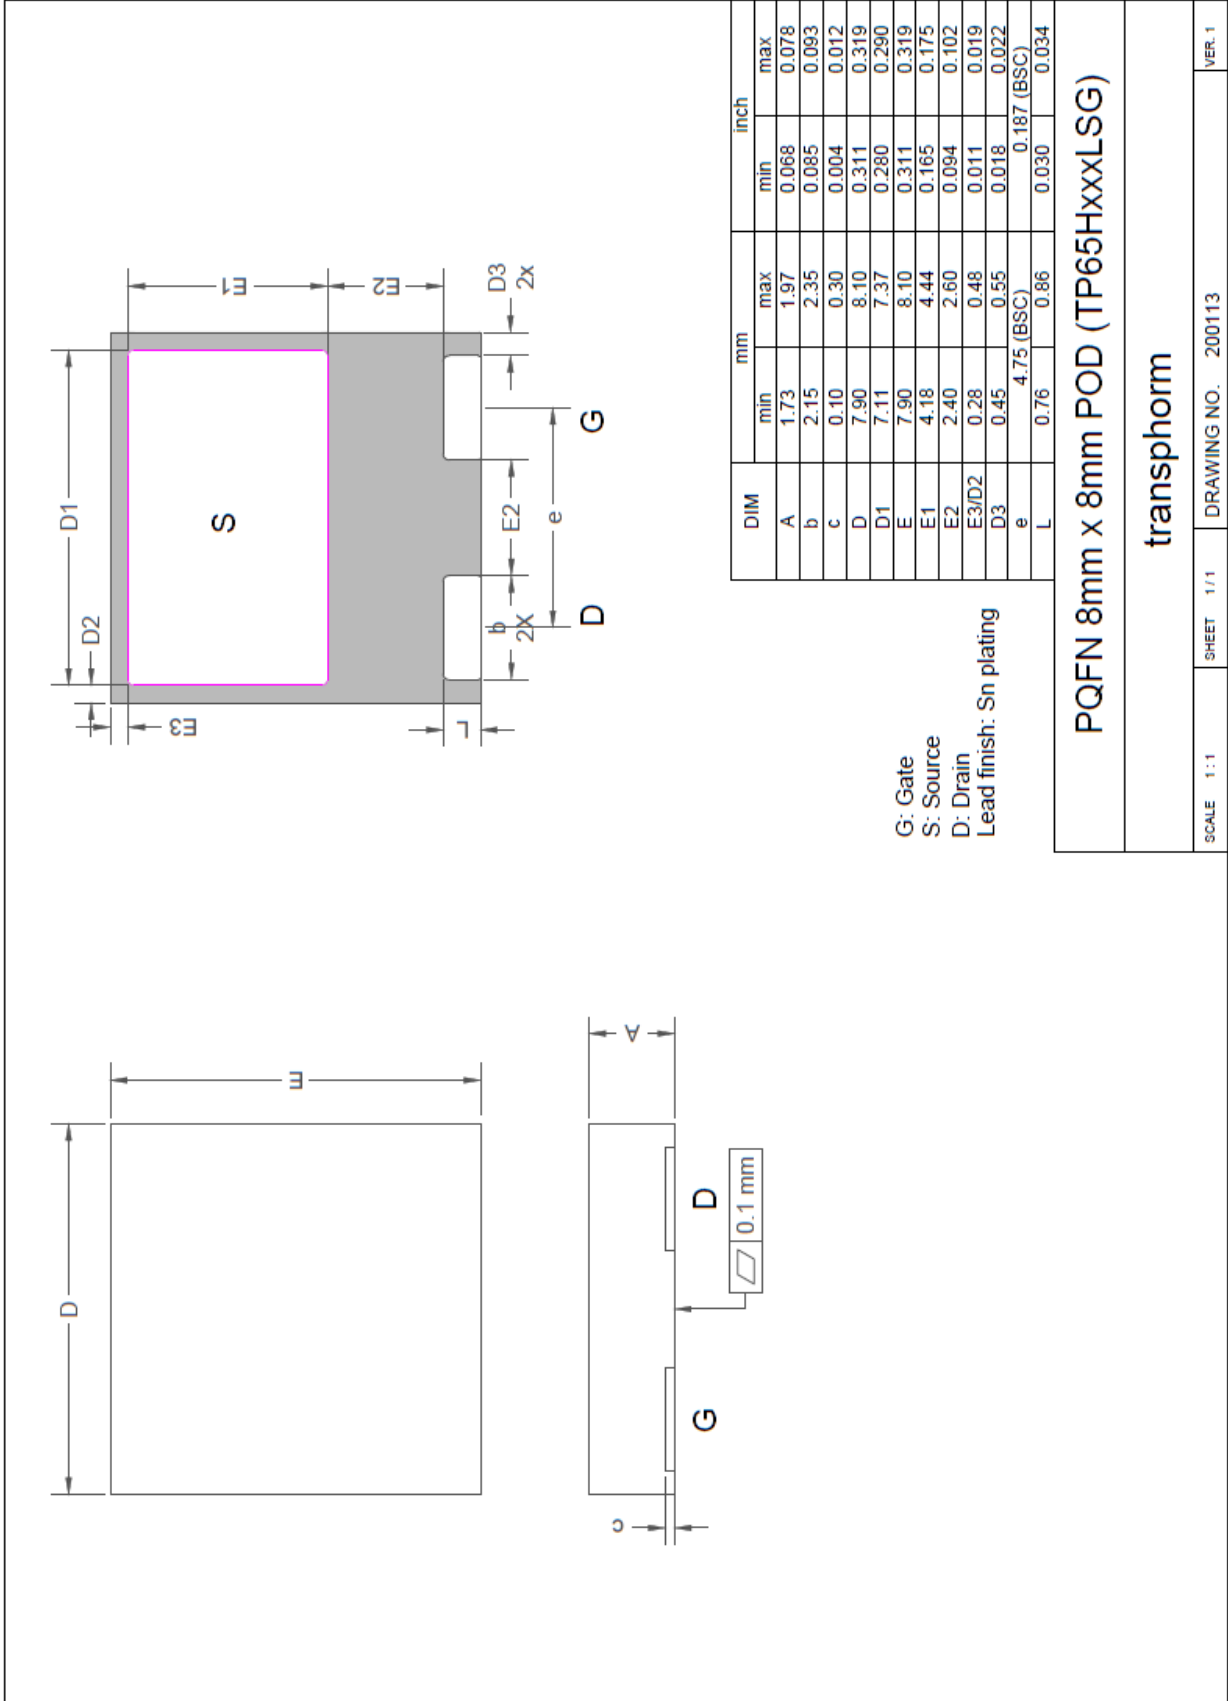 D
E
c
A
G
D
0.1 mm
D2
D1
E3
E1
E2
S
L
D3
2x
b
2X
E2
e
D
G
G: Gate
S: Source
D: Drain
Lead finish: Sn plating
DIM mm inch
min max min max
A 1.73 1.97 0.068 0.078
b 2.15 2.35 0.085 0.093
c 0.10 0.30 0.004 0.012
D 7.90 8.10 0.311 0.319
D1 7.11 7.37 0.280 0.290
E 7.90 8.10 0.311 0.319
E1 4.18 4.44 0.165 0.175
E2 2.40 2.60 0.094 0.102
E3/D2 0.28 0.48 0.011 0.019
D3 0.45 0.55 0.018 0.022
e 4.75 (BSC) 0.187 (BSC)
L 0.76 0.86 0.030 0.034
PQFN 8mm x 8mm POD (TP65HxxxLSG)
transphorm
SCALE 1 : 1 SHEET 1 / 1 DRAWING NO. 200113 VER. 1